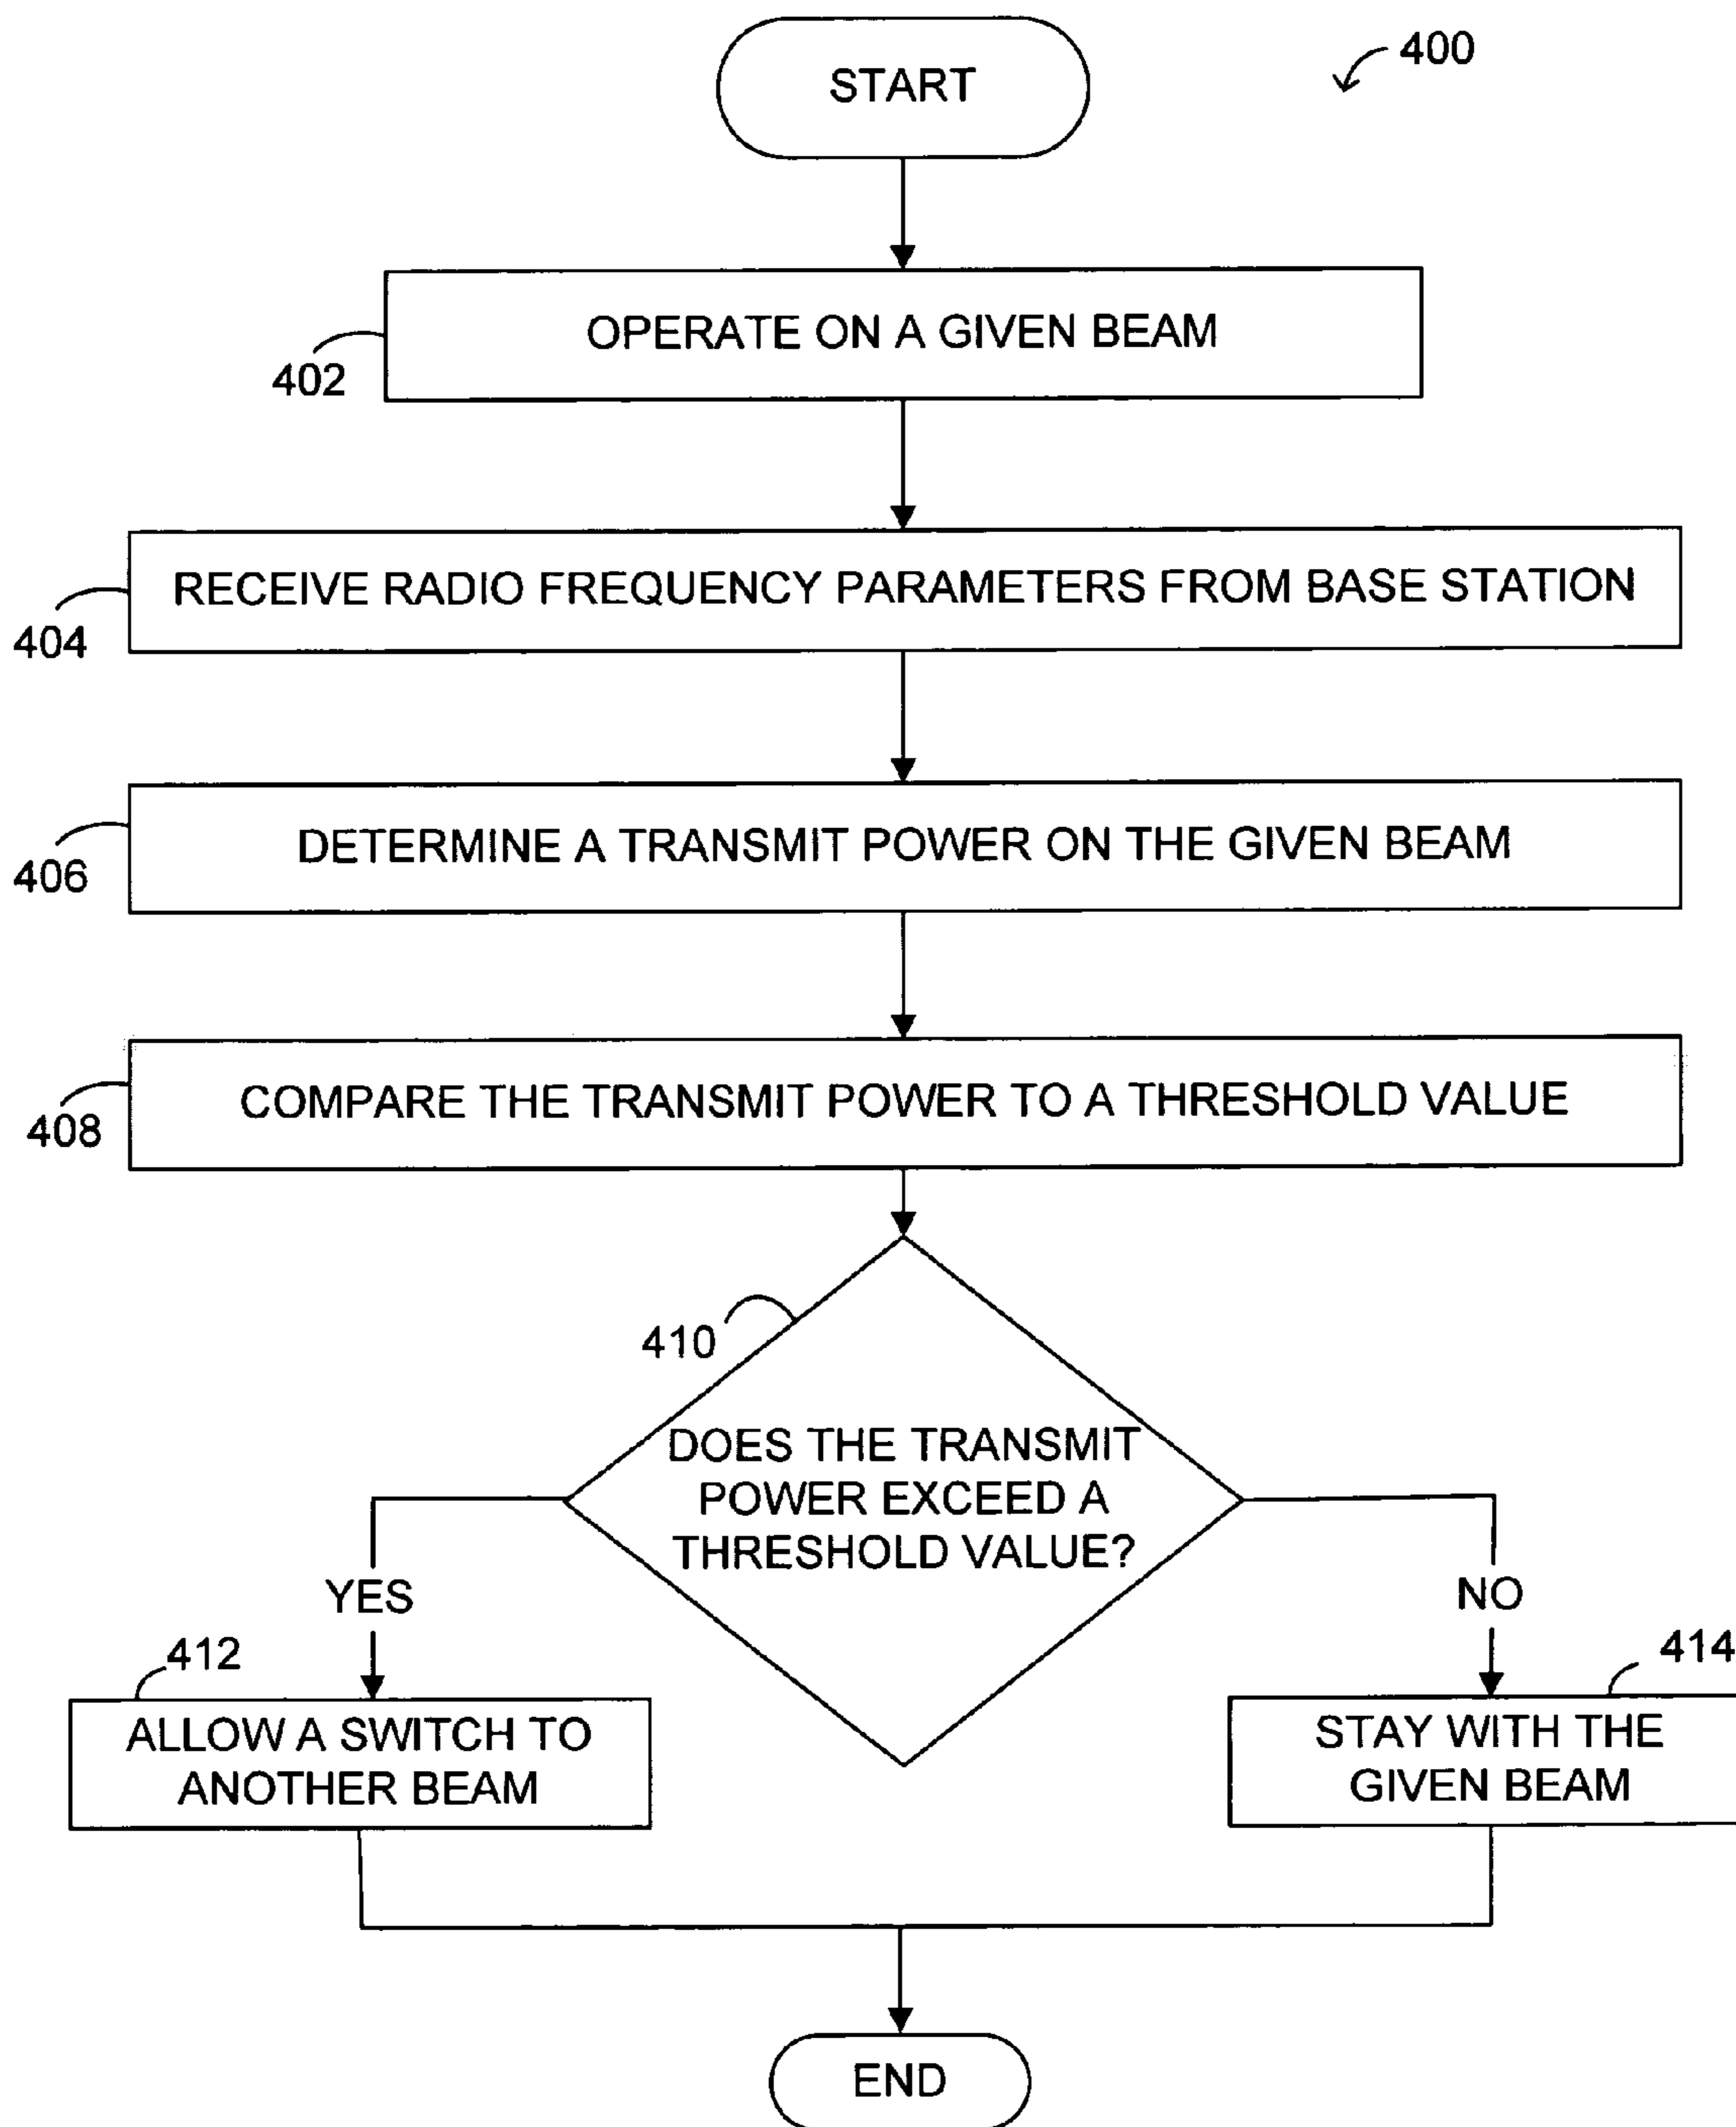 START
400
OPERATE ON A GIVEN BEAM
402
RECEIVE RADIO FREQUENCY PARAMETERS FROM BASE STATION
404
DETERMINE A TRANSMIT POWER ON THE GIVEN BEAM
406
COMPARE THE TRANSMIT POWER TO A THRESHOLD VALUE
408
410
DOES THE TRANSMIT
POWER EXCEED A
THRESHOLD VALUE?
YES
NO
412
414
ALLOW A SWITCH TO
ANOTHER BEAM
STAY WITH THE
GIVEN BEAM
END